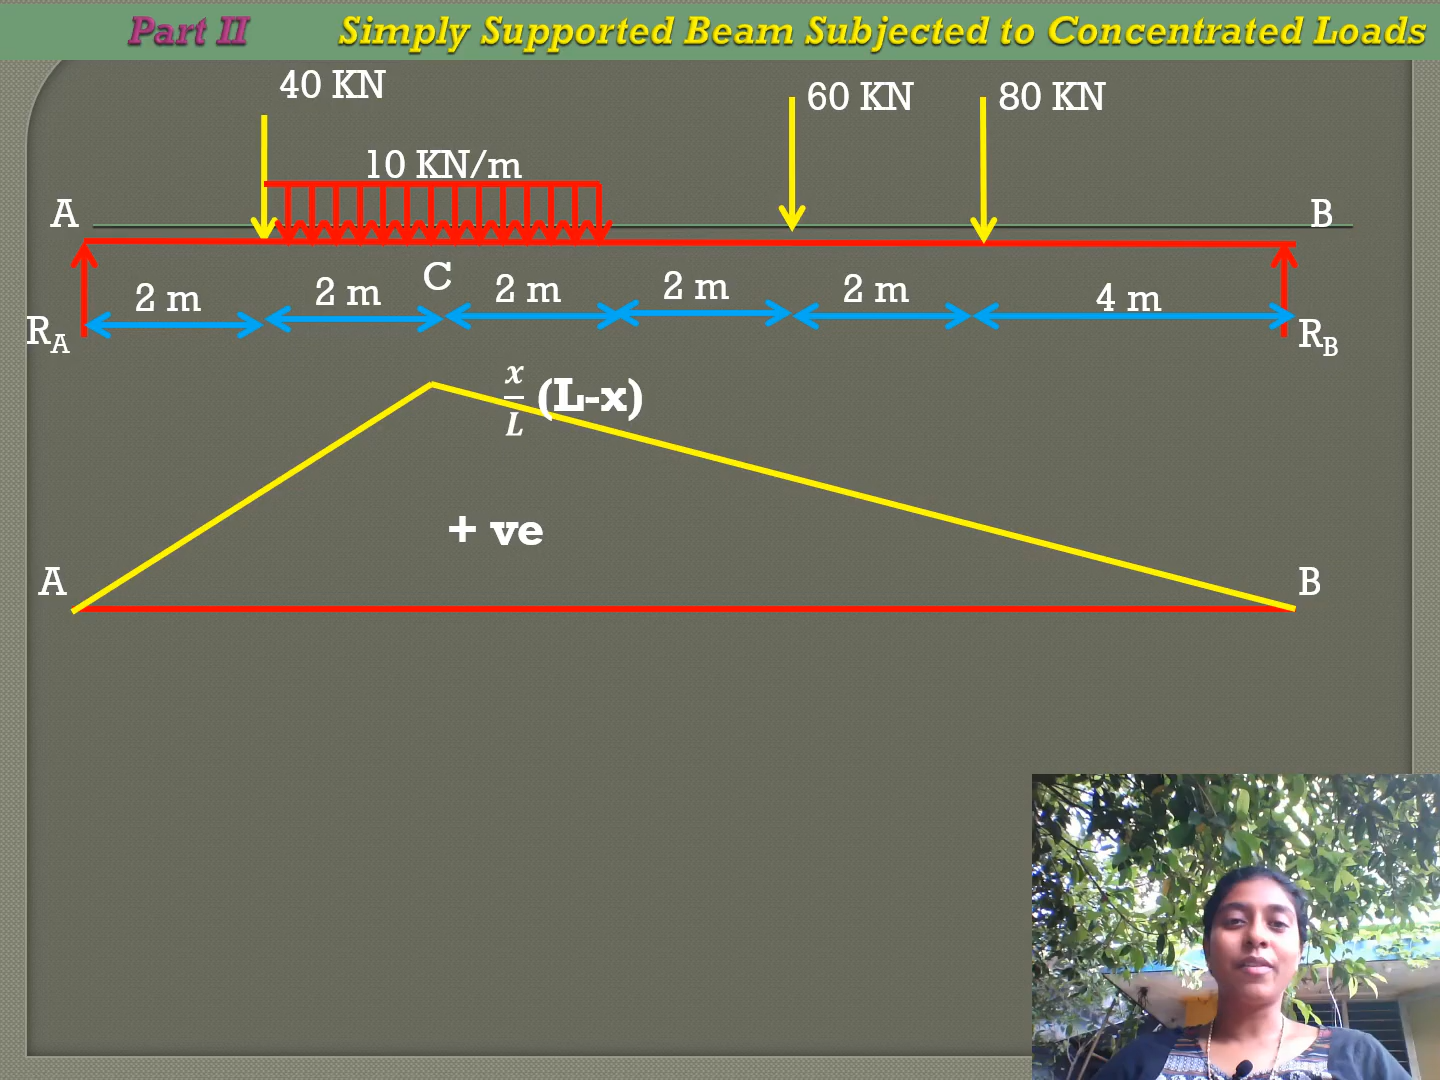 Part II Simply Supported Beam Subjected to Concentrated Loads
40 KN
60 KN 80 KN
10 KN/m
A B
C
2 m 2 m 2 m 2 m 2 m 4 m
R_A R_B
x/L (L-x)
+ ve
A B